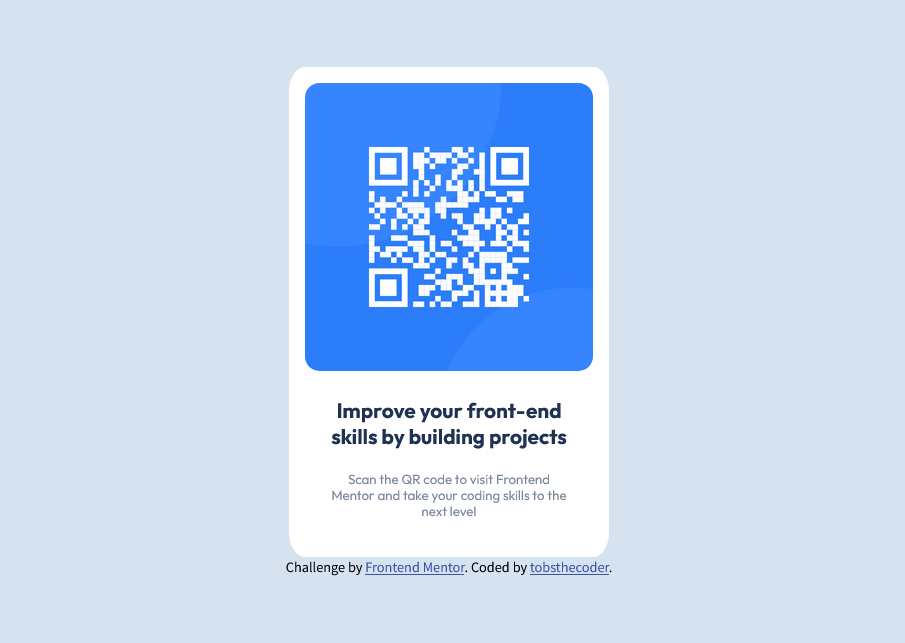 Improve your front-end
skills by building projects
Scan the QR code to visit Frontend
Mentor and take your coding skills to the
next level
Challenge by Frontend Mentor. Coded by tobsthecoder.